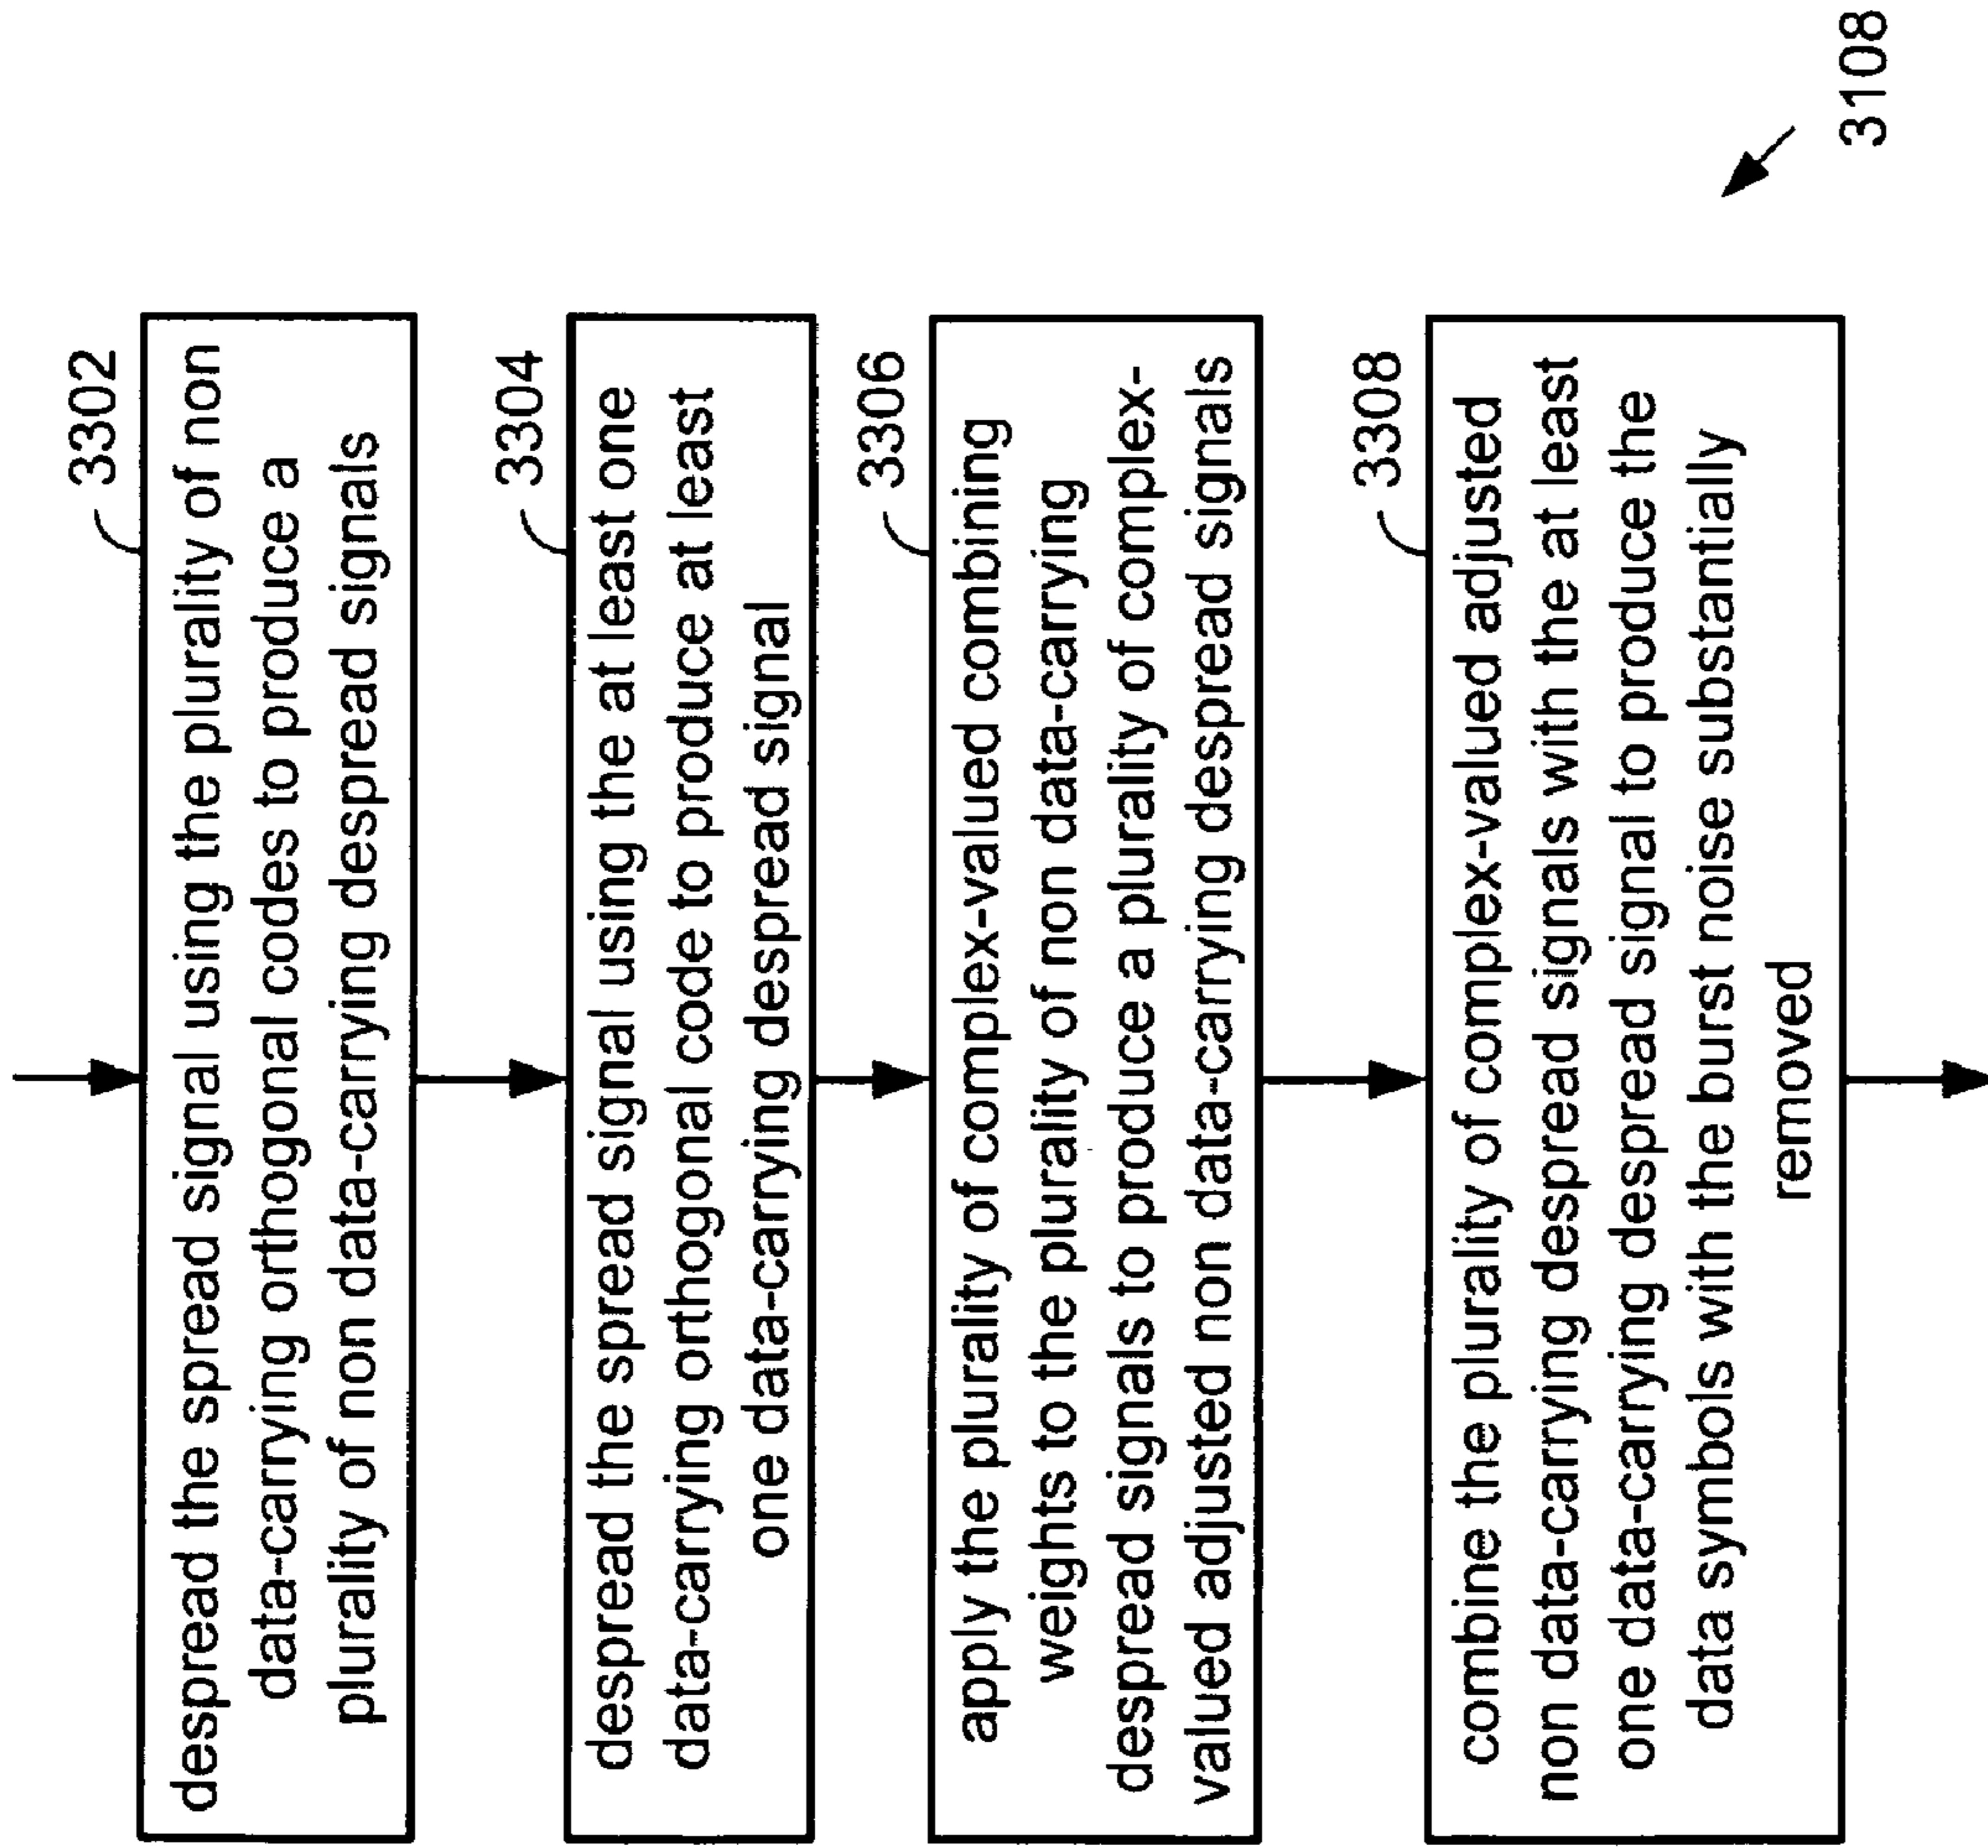 3302
despread the spread signal using the plurality of non
data-carrying orthogonal codes to produce a
plurality of non data-carrying despread signals
3304
despread the spread signal using the at least one
data-carrying orthogonal code to produce at least
one data-carrying despread signal
3306
apply the plurality of complex-valued combining
weights to the plurality of non data-carrying
despread signals to produce a plurality of complex-
valued adjusted non data-carrying despread signals
3308
combine the plurality of complex-valued adjusted
non data-carrying despread signals with the at least
one data-carrying despread signal to produce the
data symbols with the burst noise substantially
removed
3108